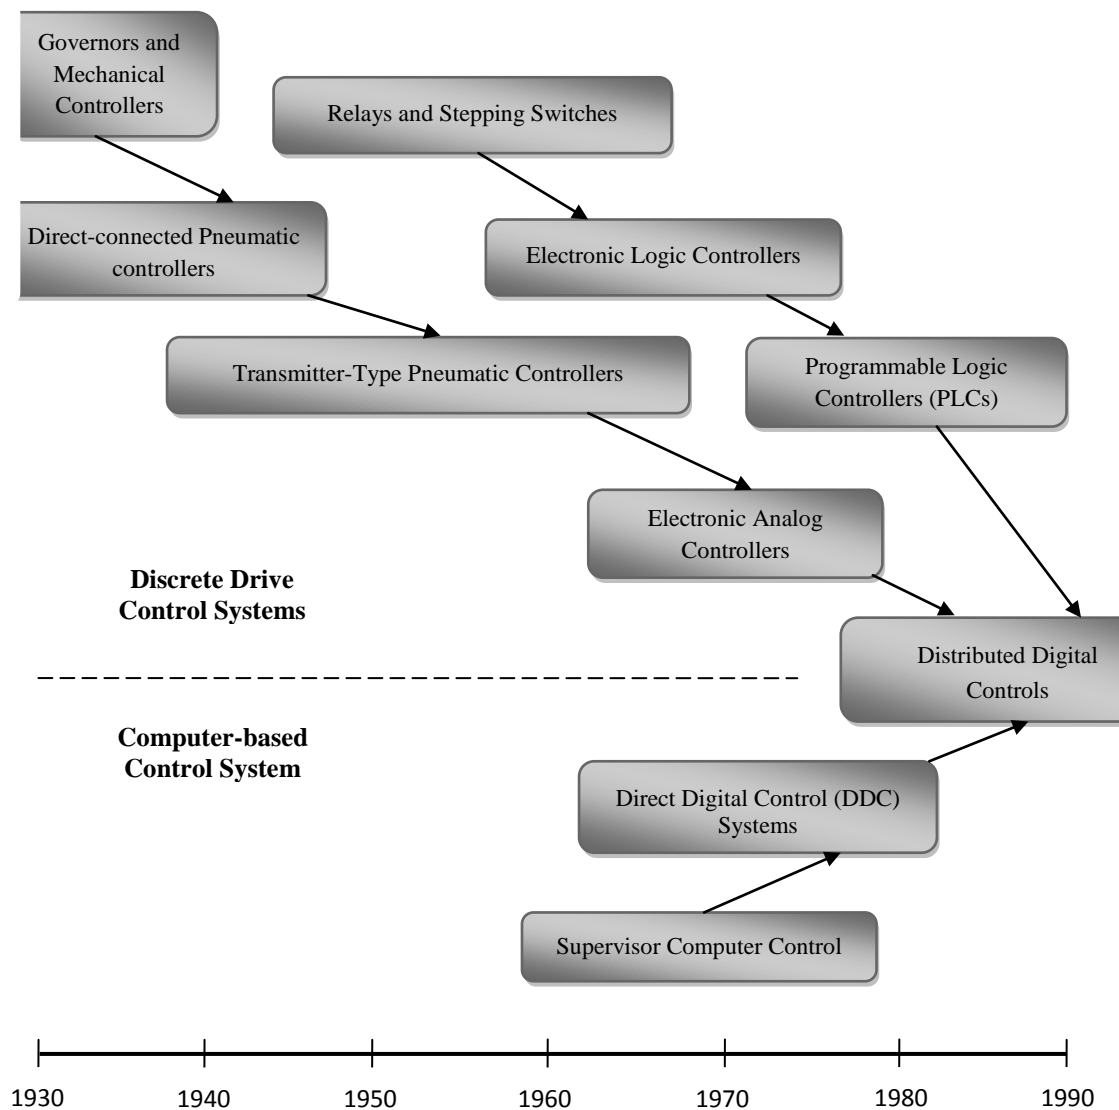 Governors and
Mechanical
Controllers
Relays and Stepping Switches
Direct-connected Pneumatic
controllers
Electronic Logic Controllers
Transmitter-Type Pneumatic Controllers
Programmable Logic
Controllers (PLCs)
Electronic Analog
Controllers
Discrete Drive
Control Systems
Distributed Digital
Controls
Computer-based
Control System
Direct Digital Control (DDC)
Systems
Supervisor Computer Control
1930 1940 1950 1960 1970 1980 1990